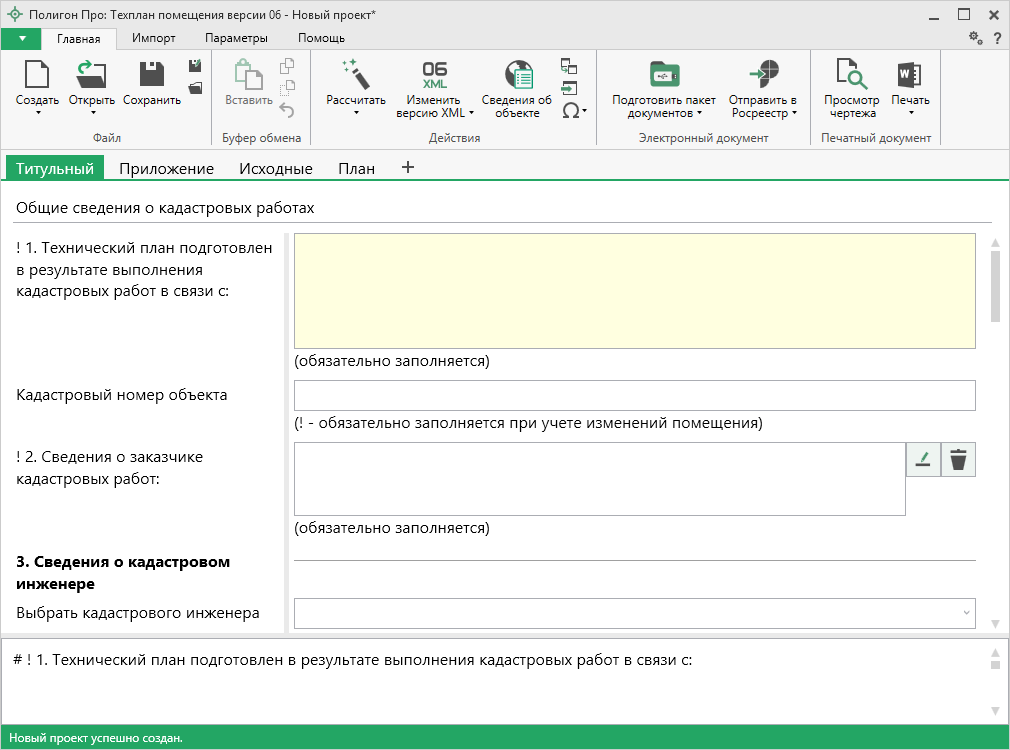 Полигон Про: Техплан помещения версии 06 - Новый проект*
Главная Импорт Параметры Помощь ?
Создать Открыть Сохранить
Файл
Вставить
Буфер обмена
Рассчитать
06 XML
Изменить
версию XML
Сведения об
объекте
Ω
Действия
Подготовить пакет
документов
Отправить в
Росреестр
Электронный документ
Просмотр
чертежа
W
Печать
Печатный документ
Титульный Приложение Исходные План +
Общие сведения о кадастровых работах
! 1. Технический план подготовлен
в результате выполнения
кадастровых работ в связи с:
(обязательно заполняется)
Кадастровый номер объекта
(! - обязательно заполняется при учете изменений помещения)
! 2. Сведения о заказчике
кадастровых работ:
(обязательно заполняется)
3. Сведения о кадастровом
инженере
Выбрать кадастрового инженера
# ! 1. Технический план подготовлен в результате выполнения кадастровых работ в связи с:
Новый проект успешно создан.